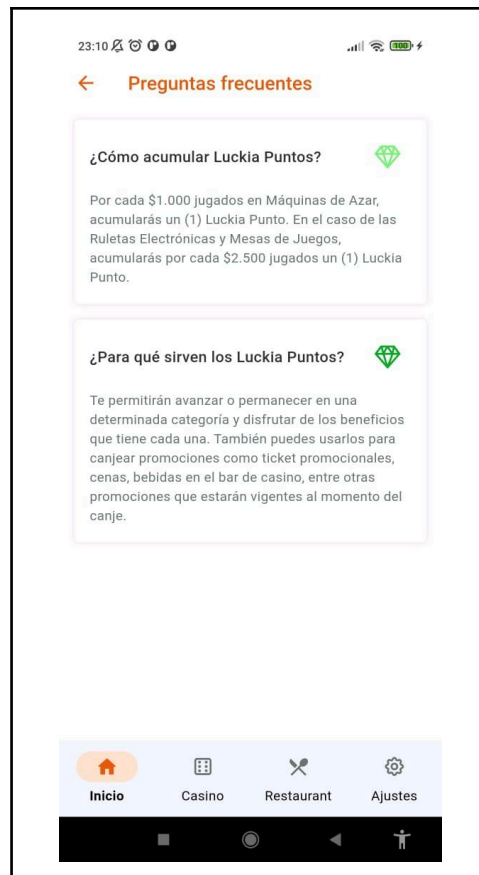 23:10
100
Preguntas frecuentes
¿Cómo acumular Luckia Puntos?
Por cada $1.000 jugados en Máquinas de Azar,
acumularás un (1) Luckia Punto. En el caso de las
Ruletas Electrónicas y Mesas de Juegos,
acumularás por cada $2.500 jugados un (1) Luckia
Punto.
¿Para qué sirven los Luckia Puntos?
Te permitirán avanzar o permanecer en una
determinada categoría y disfrutar de los beneficios
que tiene cada una. También puedes usarlos para
canjear promociones como ticket promocionales,
cenas, bebidas en el bar de casino, entre otras
promociones que estarán vigentes al momento del
canje.
Inicio
Casino
Restaurant
Ajustes